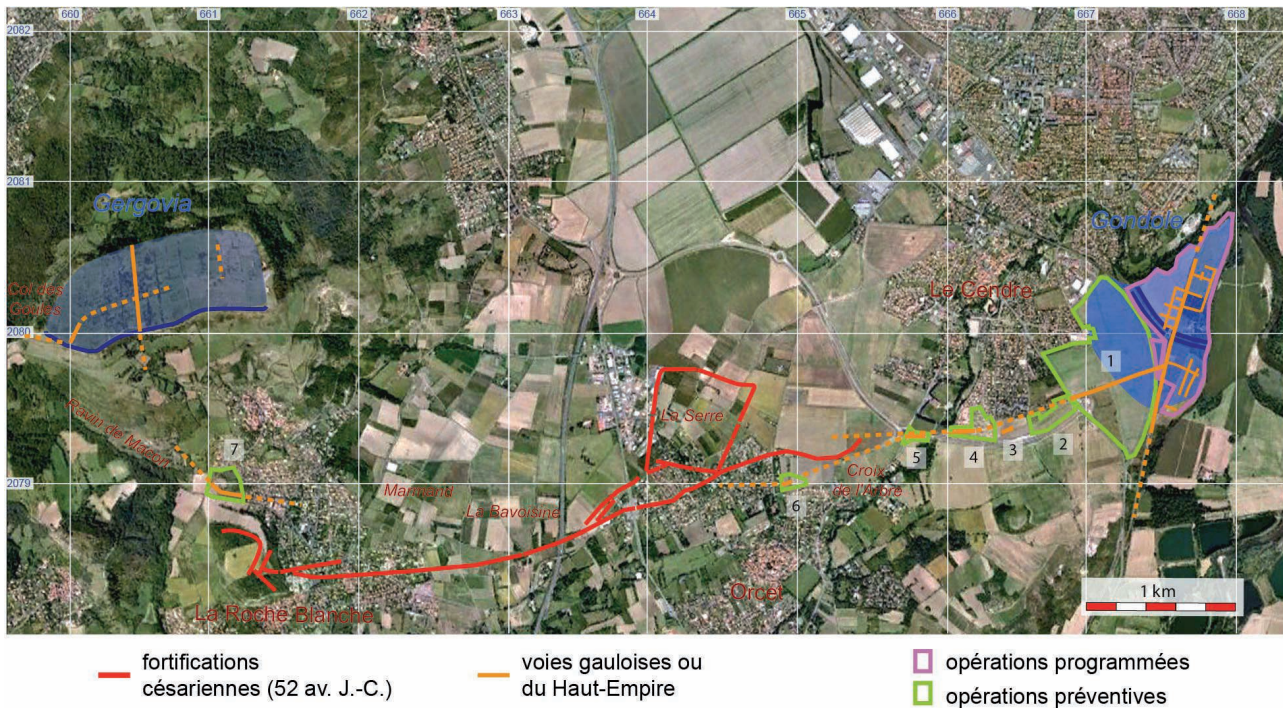 660 661 662 663 664 665 666 667 668
2082
2081
Gergovia
Gondole
Col des Goules
Le Cendre
2080
1
Ravin de Macon
La Serre
7
5 4 3 2
Croix de l'Arbre
2079
Marmant
La Bavoisine
6
Orcet
La Roche Blanche
1 km
fortifications
césariennes (52 av. J.-C.)
voies gauloises ou
du Haut-Empire
opérations programmées
opérations préventives